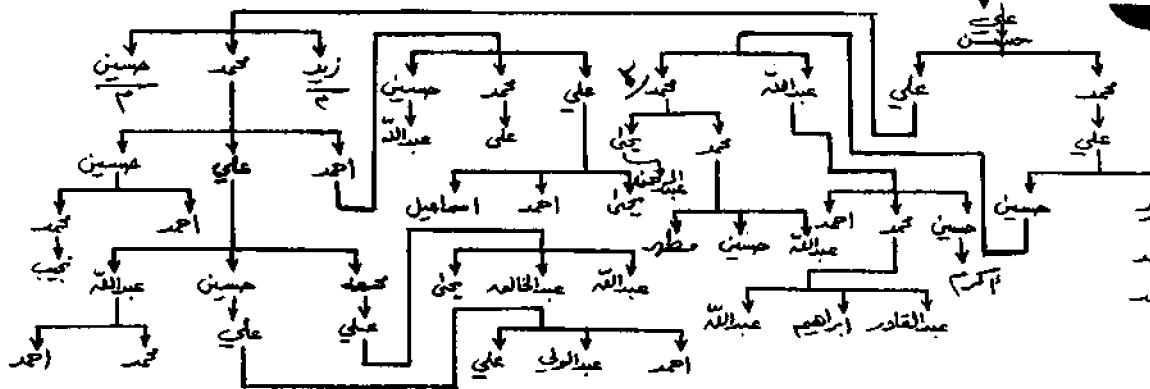 علي
حسين
زيد محمد حسين
٢ م
علي محمد حسين
عبدالله محمد
محمد علي
علي
علي عبدالله
يحيى محمد
احمد علي حسين
يحيى احمد اسماعيل
حسين
حسين محمد احمد
عبدالله حسين مطهر
احمد محمد
نجيب
اكرم
عبدالله يحيى
محمد حسين عبدالله
علي علي
عبدالقادر ابراهيم عبدالله
احمد عبدالولي علي
محمد احمد